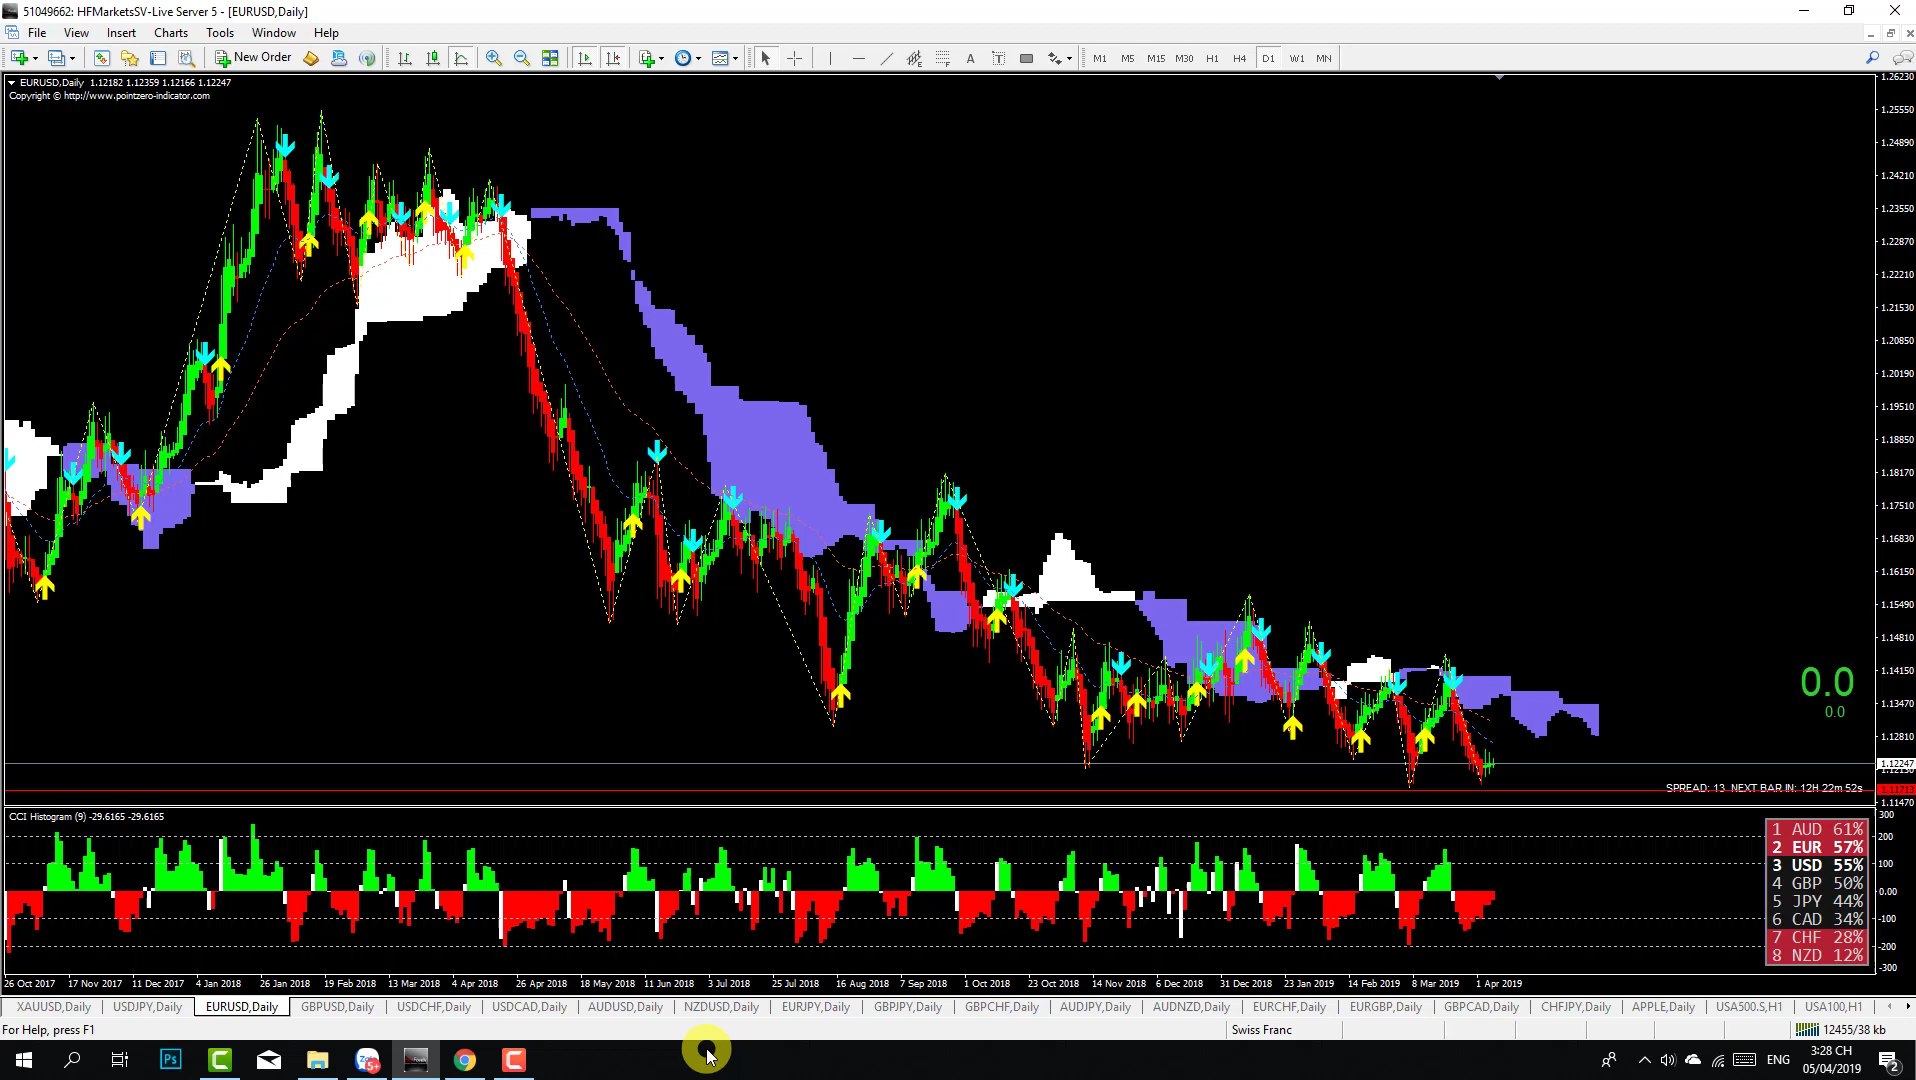 51049662: HFMarketsSV-Live Server 5 - [EURUSD,Daily]
File View Insert Charts Tools Window Help
New Order M1 M5 M15 M30 H1 H4 D1 W1 MN
EURUSD,Daily 1.12182 1.12359 1.12166 1.12247
Copyright © http://www.pointzero-indicator.com
1.26230
1.25550
1.24890
1.24210
1.23550
1.22870
1.22210
1.21530
1.20850
1.20190
1.19510
1.18850
1.18170
1.17510
1.16830
1.16150
1.15490
1.14810
1.14150
1.13470
1.12810
1.12247
1.11713
1.11470
0.0
0.0
SPREAD: 13 NEXT BAR IN: 12H 22m 52s
CCI Histogram (9) -29.6165 -29.6165
300
200
100
0.00
-100
-200
-300
1 AUD 61%
2 EUR 57%
3 USD 55%
4 GBP 50%
5 JPY 44%
6 CAD 34%
7 CHF 28%
8 NZD 12%
26 Oct 2017 17 Nov 2017 11 Dec 2017 4 Jan 2018 26 Jan 2018 19 Feb 2018 13 Mar 2018 4 Apr 2018 26 Apr 2018 18 May 2018 11 Jun 2018 3 Jul 2018 25 Jul 2018 16 Aug 2018 7 Sep 2018 1 Oct 2018 23 Oct 2018 14 Nov 2018 6 Dec 2018 31 Dec 2018 23 Jan 2019 14 Feb 2019 8 Mar 2019 1 Apr 2019
XAUUSD,Daily USDJPY,Daily EURUSD,Daily GBPUSD,Daily USDCHF,Daily USDCAD,Daily AUDUSD,Daily NZDUSD,Daily EURJPY,Daily GBPJPY,Daily GBPCHF,Daily AUDJPY,Daily AUDNZD,Daily EURCHF,Daily EURGBP,Daily GBPCAD,Daily CHFJPY,Daily APPLE,Daily USA500.S,H1 USA100,H1
For Help, press F1 Swiss Franc 12455/38 kb
Ps ENG 3:28 CH
05/04/2019
2